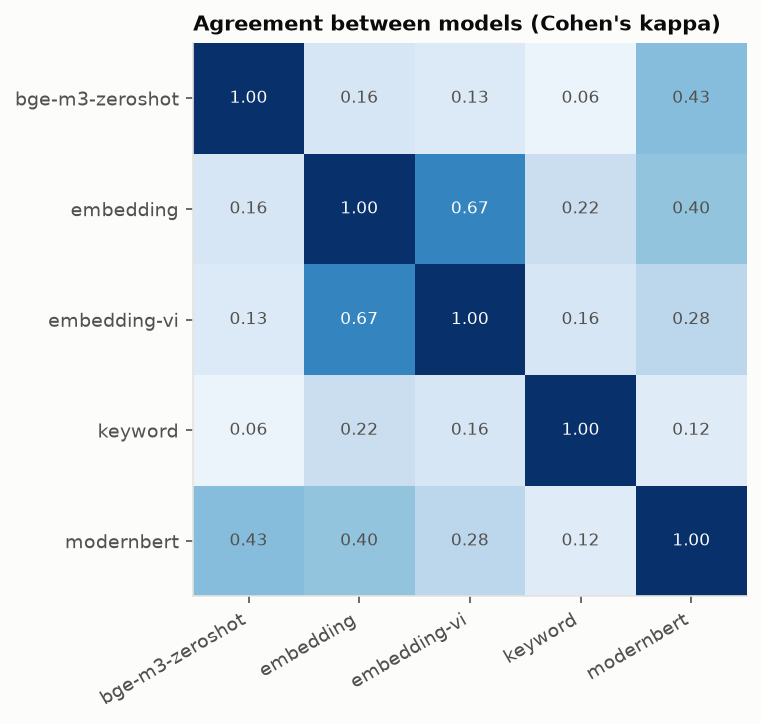 Agreement between models (Cohen's kappa)
bge-m3-zeroshot 1.00 0.16 0.13 0.06 0.43
embedding 0.16 1.00 0.67 0.22 0.40
embedding-vi 0.13 0.67 1.00 0.16 0.28
keyword 0.06 0.22 0.16 1.00 0.12
modernbert 0.43 0.40 0.28 0.12 1.00
bge-m3-zeroshot embedding embedding-vi keyword modernbert